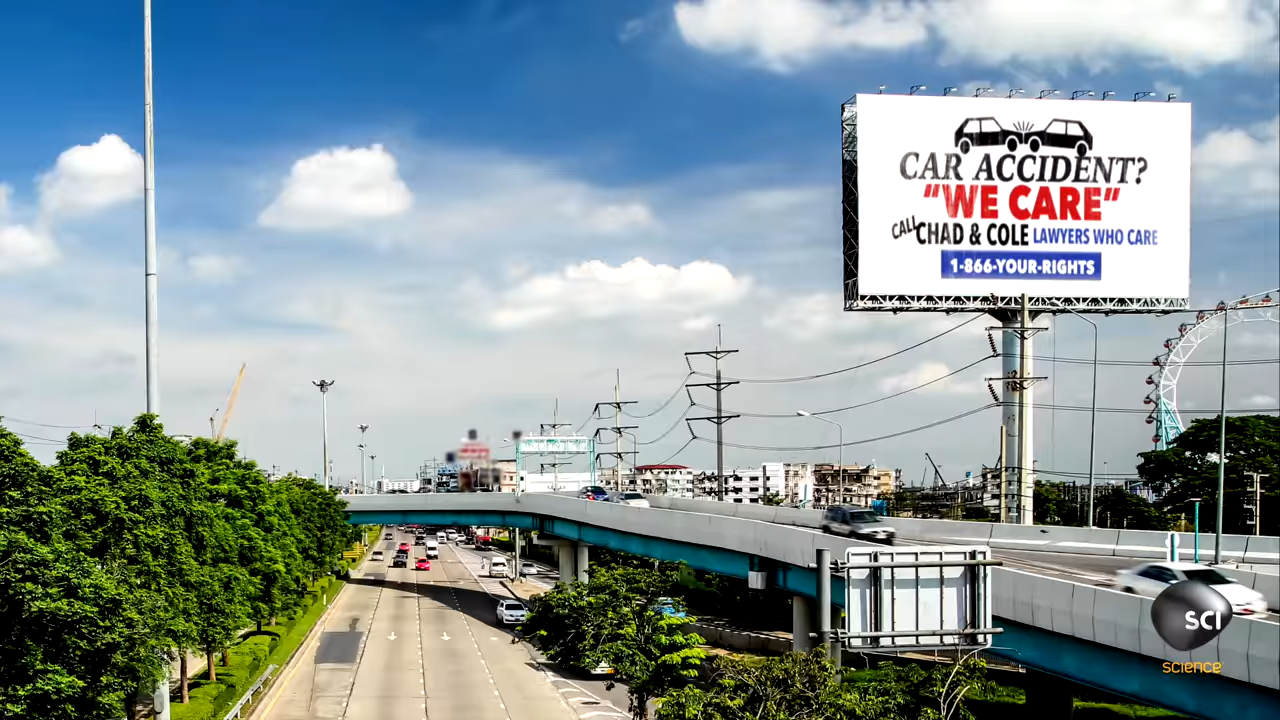 CAR ACCIDENT?
"WE CARE"
CALL CHAD & COLE LAWYERS WHO CARE
1-866-YOUR-RIGHTS
SCI
science